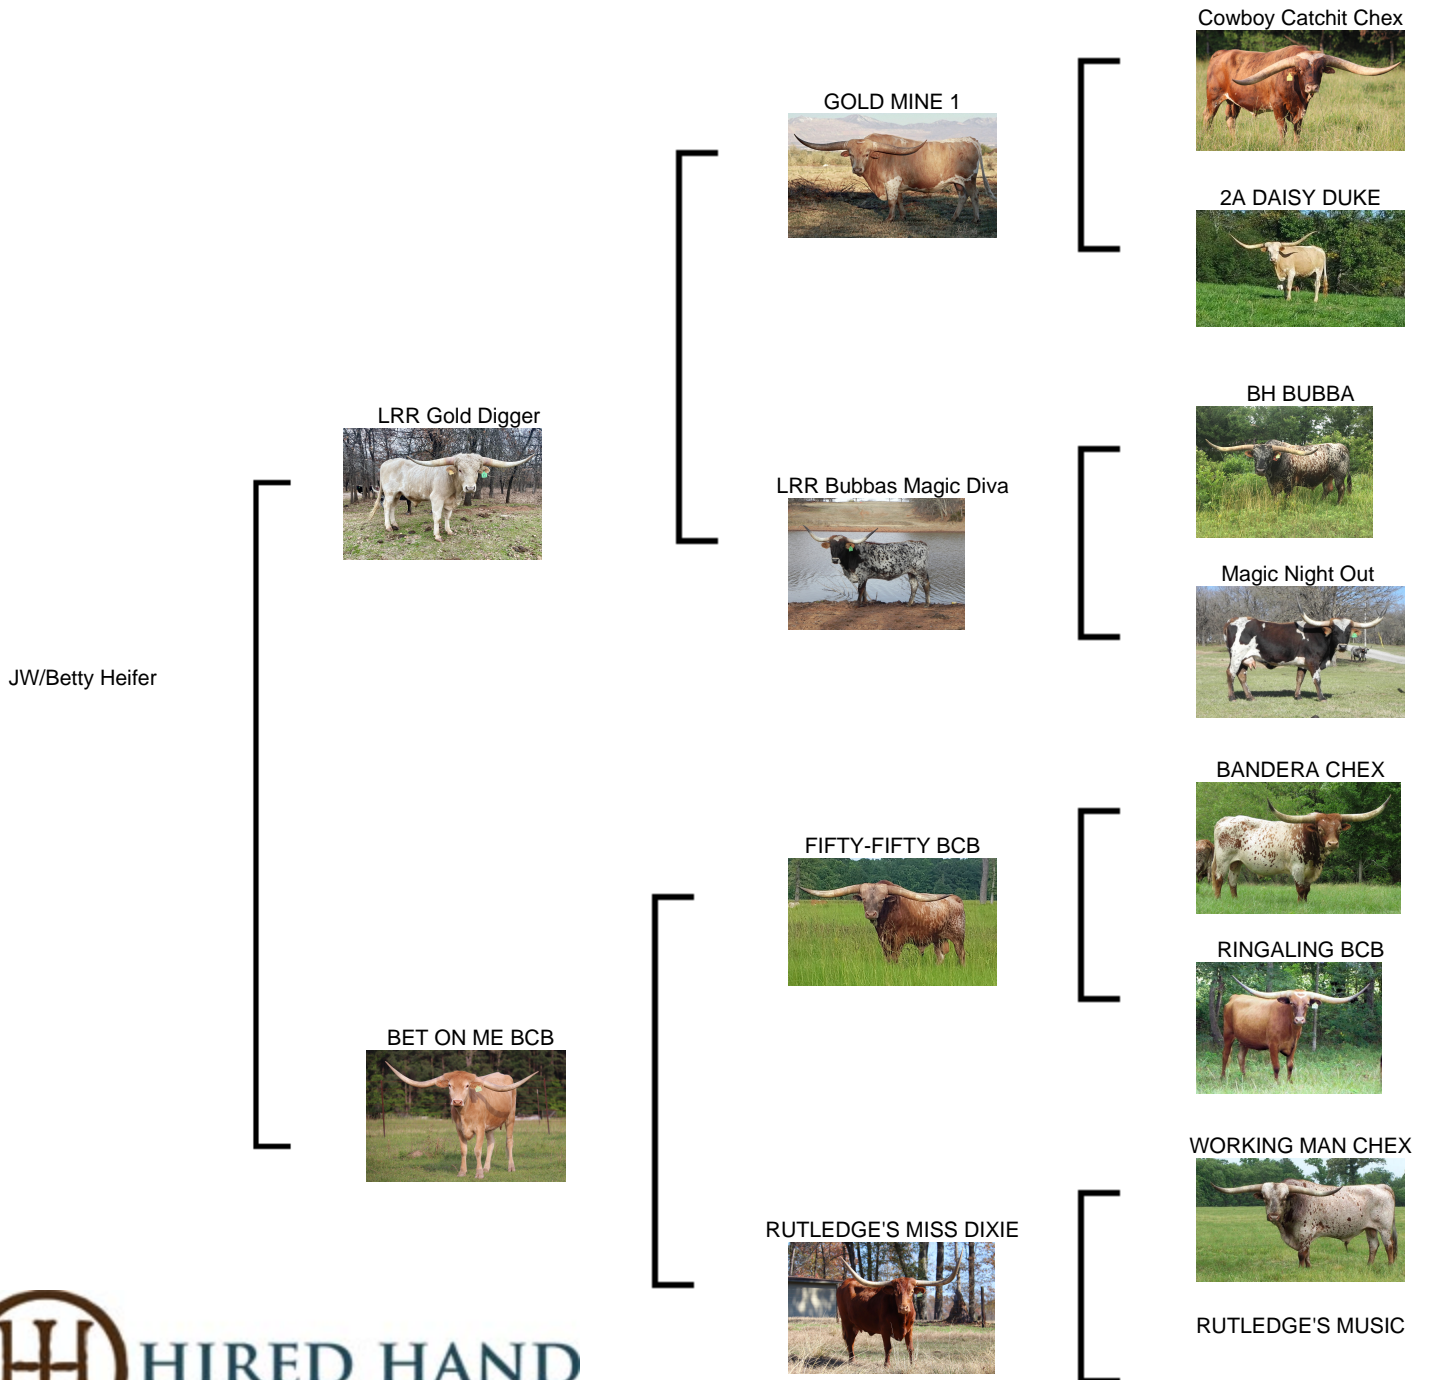 Cowboy Catchit Chex
GOLD MINE 1
2A DAISY DUKE
LRR Gold Digger
BH BUBBA
LRR Bubbas Magic Diva
Magic Night Out
JW/Betty Heifer
BANDERA CHEX
FIFTY-FIFTY BCB
RINGALING BCB
BET ON ME BCB
WORKING MAN CHEX
RUTLEDGE'S MISS DIXIE
RUTLEDGE'S MUSIC
HIRED HAND